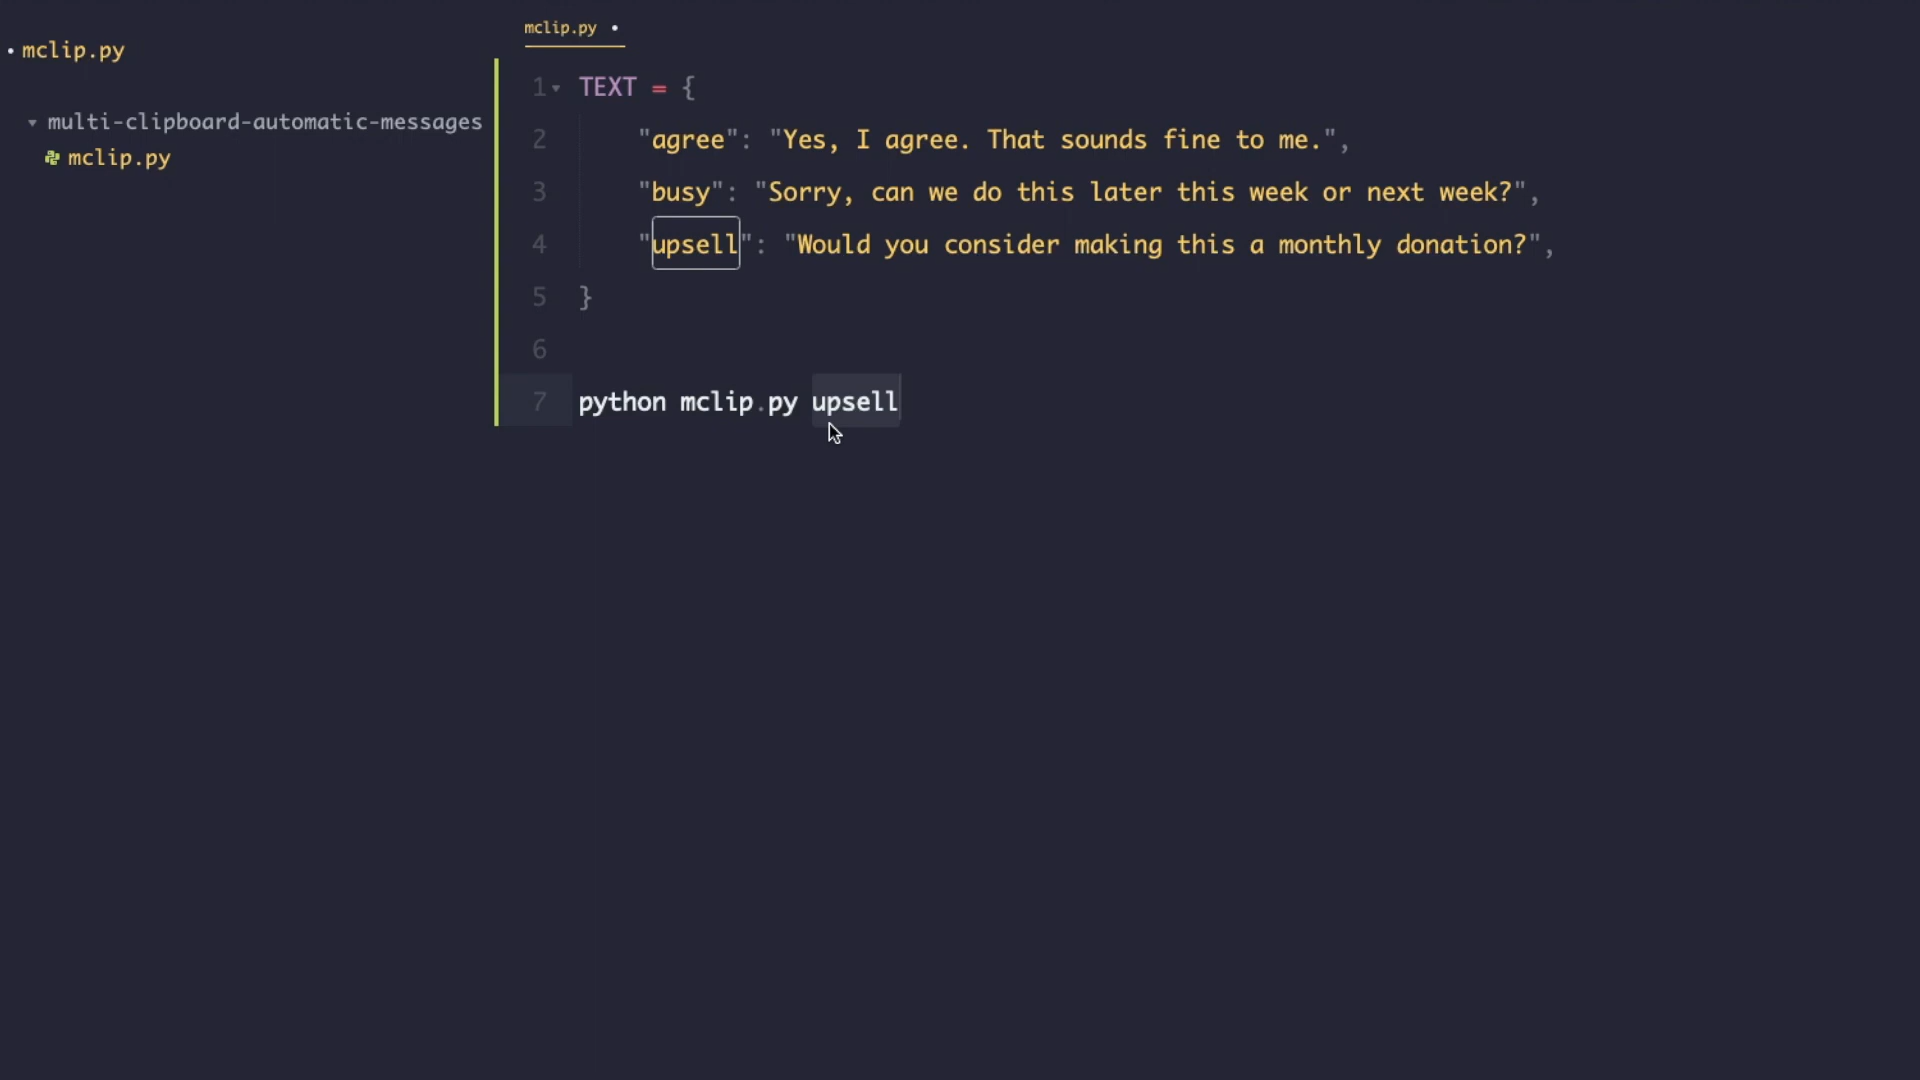 mclip.py •
• mclip.py
multi-clipboard-automatic-messages
mclip.py
1 TEXT = {
2 "agree": "Yes, I agree. That sounds fine to me.",
3 "busy": "Sorry, can we do this later this week or next week?",
4 "upsell": "Would you consider making this a monthly donation?",
5 }
6
7 python mclip.py upsell